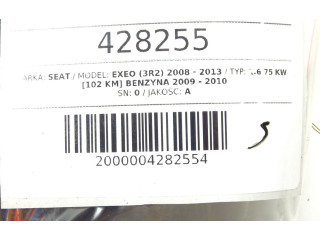 428255
ARKA: SEAT / MODEL: EXEO (3R2) 2008 - 2013 / TYP: 1.6 75 KW
[102 KM] BENZYNA 2009 - 2010
SN: 0 / JAKOŚĆ: A
2000004282554